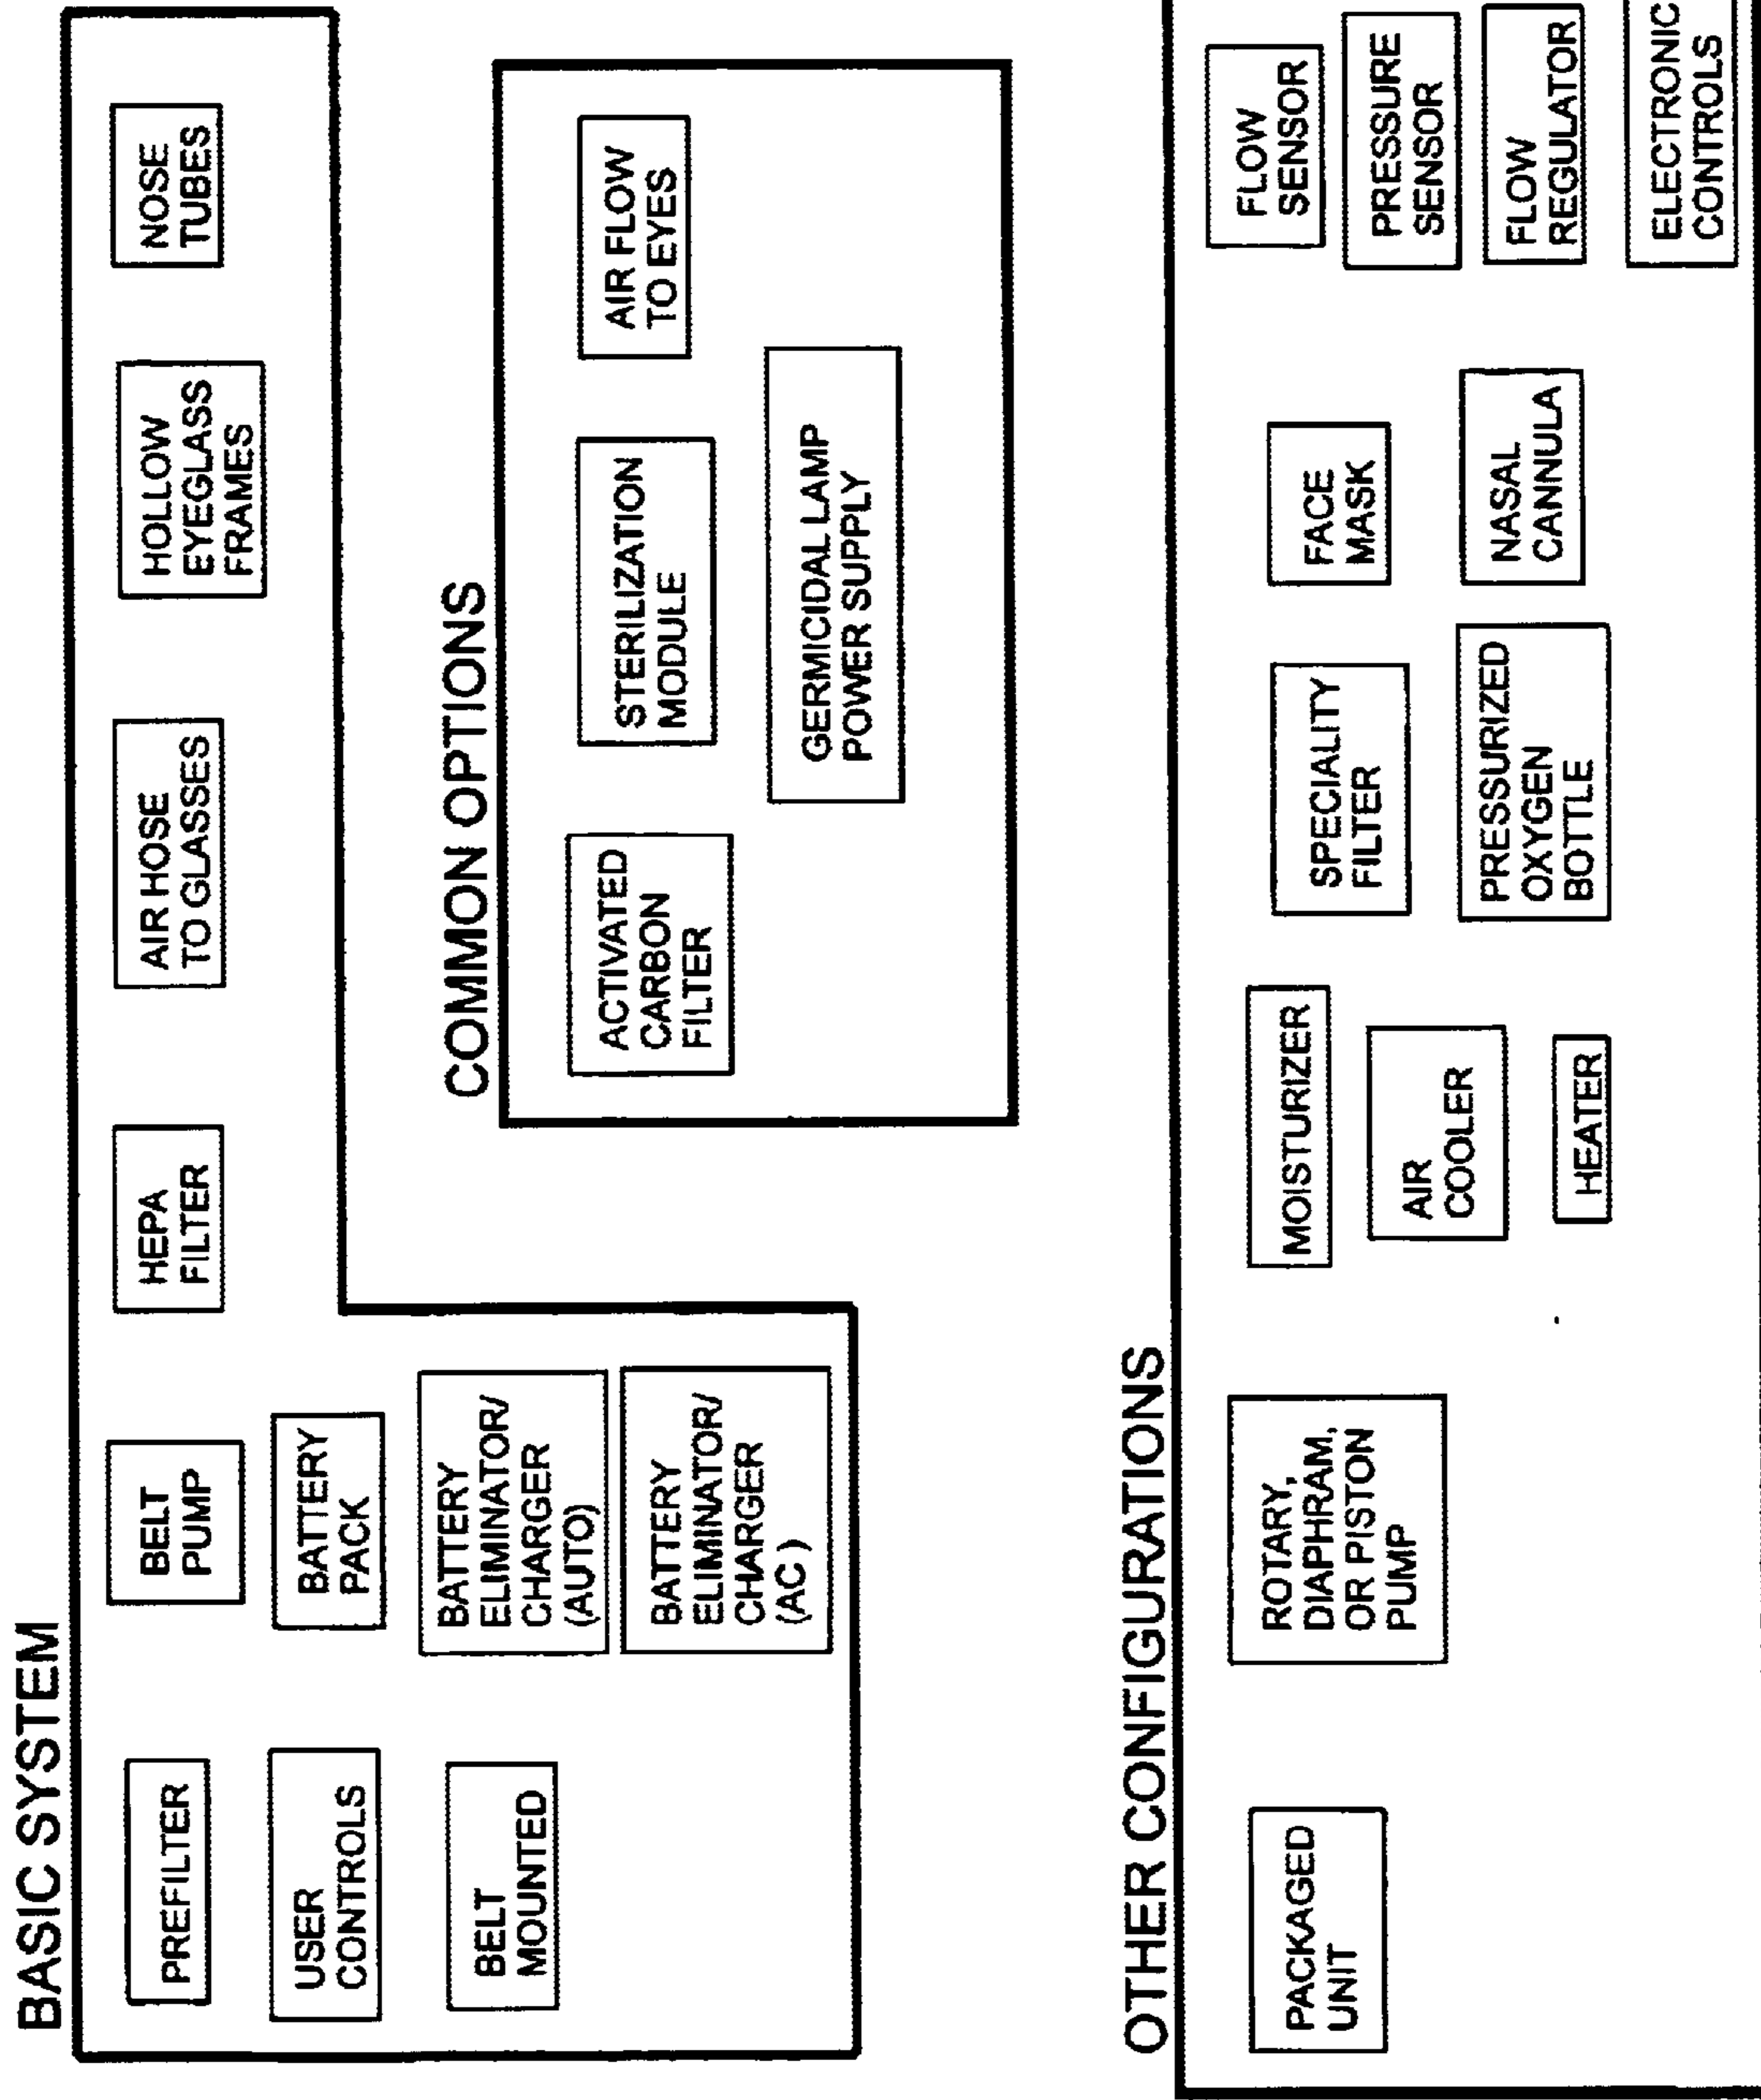 BASIC SYSTEM
PREFILTER
USER
CONTROLS
BELT
MOUNTED
BELT
PUMP
BATTERY
PACK
BATTERY
ELIMINATOR/
CHARGER
(AUTO)
BATTERY
ELIMINATOR/
CHARGER
(AC )
HEPA
FILTER
AIR HOSE
TO GLASSES
HOLLOW
EYEGLASS
FRAMES
NOSE
TUBES
COMMON OPTIONS
ACTIVATED
CARBON
FILTER
STERILIZATION
MODULE
AIR FLOW
TO EYES
GERMICIDAL LAMP
POWER SUPPLY
OTHER CONFIGURATIONS
PACKAGED
UNIT
ROTARY,
DIAPHRAM,
OR PISTON
PUMP
MOISTURIZER
AIR
COOLER
HEATER
SPECIALITY
FILTER
PRESSURIZED
OXYGEN
BOTTLE
FACE
MASK
NASAL
CANNULA
FLOW
SENSOR
PRESSURE
SENSOR
FLOW
REGULATOR
ELECTRONIC
CONTROLS